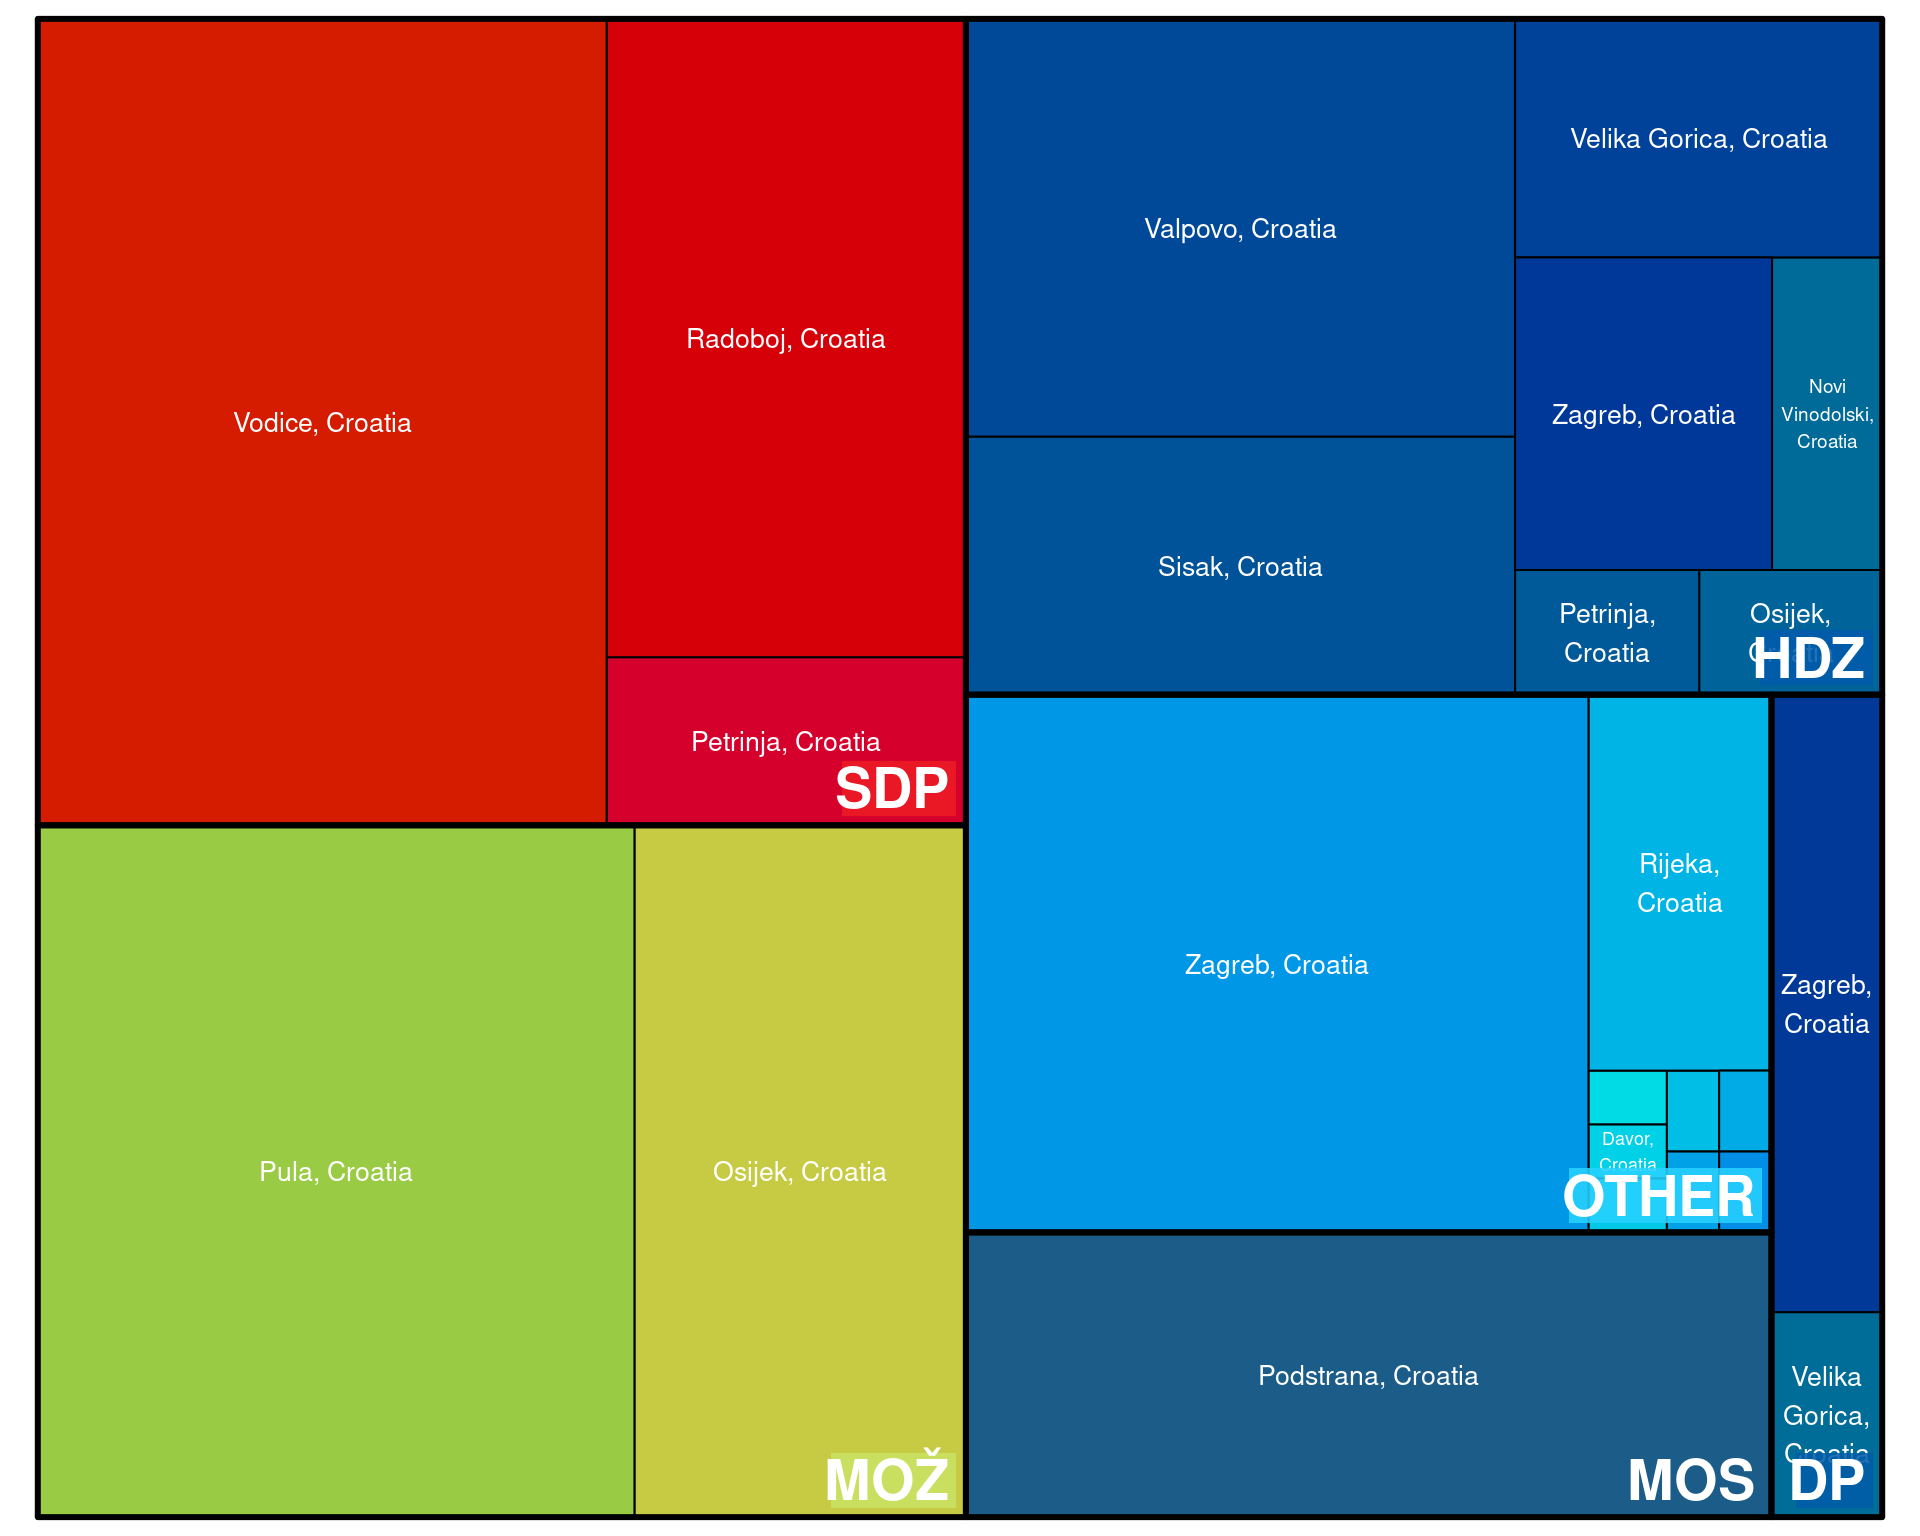 Vodice, Croatia
Radoboj, Croatia
Petrinja, Croatia
SDP
Valpovo, Croatia
Velika Gorica, Croatia
Zagreb, Croatia
Novi
Vinodolski,
Croatia
Sisak, Croatia
Petrinja,
Croatia
Osijek,
HDZ
Pula, Croatia
Osijek, Croatia
MOŽ
Zagreb, Croatia
Rijeka,
Croatia
Davor,
Croatia
OTHER
Podstrana, Croatia
MOS
Zagreb,
Croatia
Velika
Gorica,
Croatia
DP